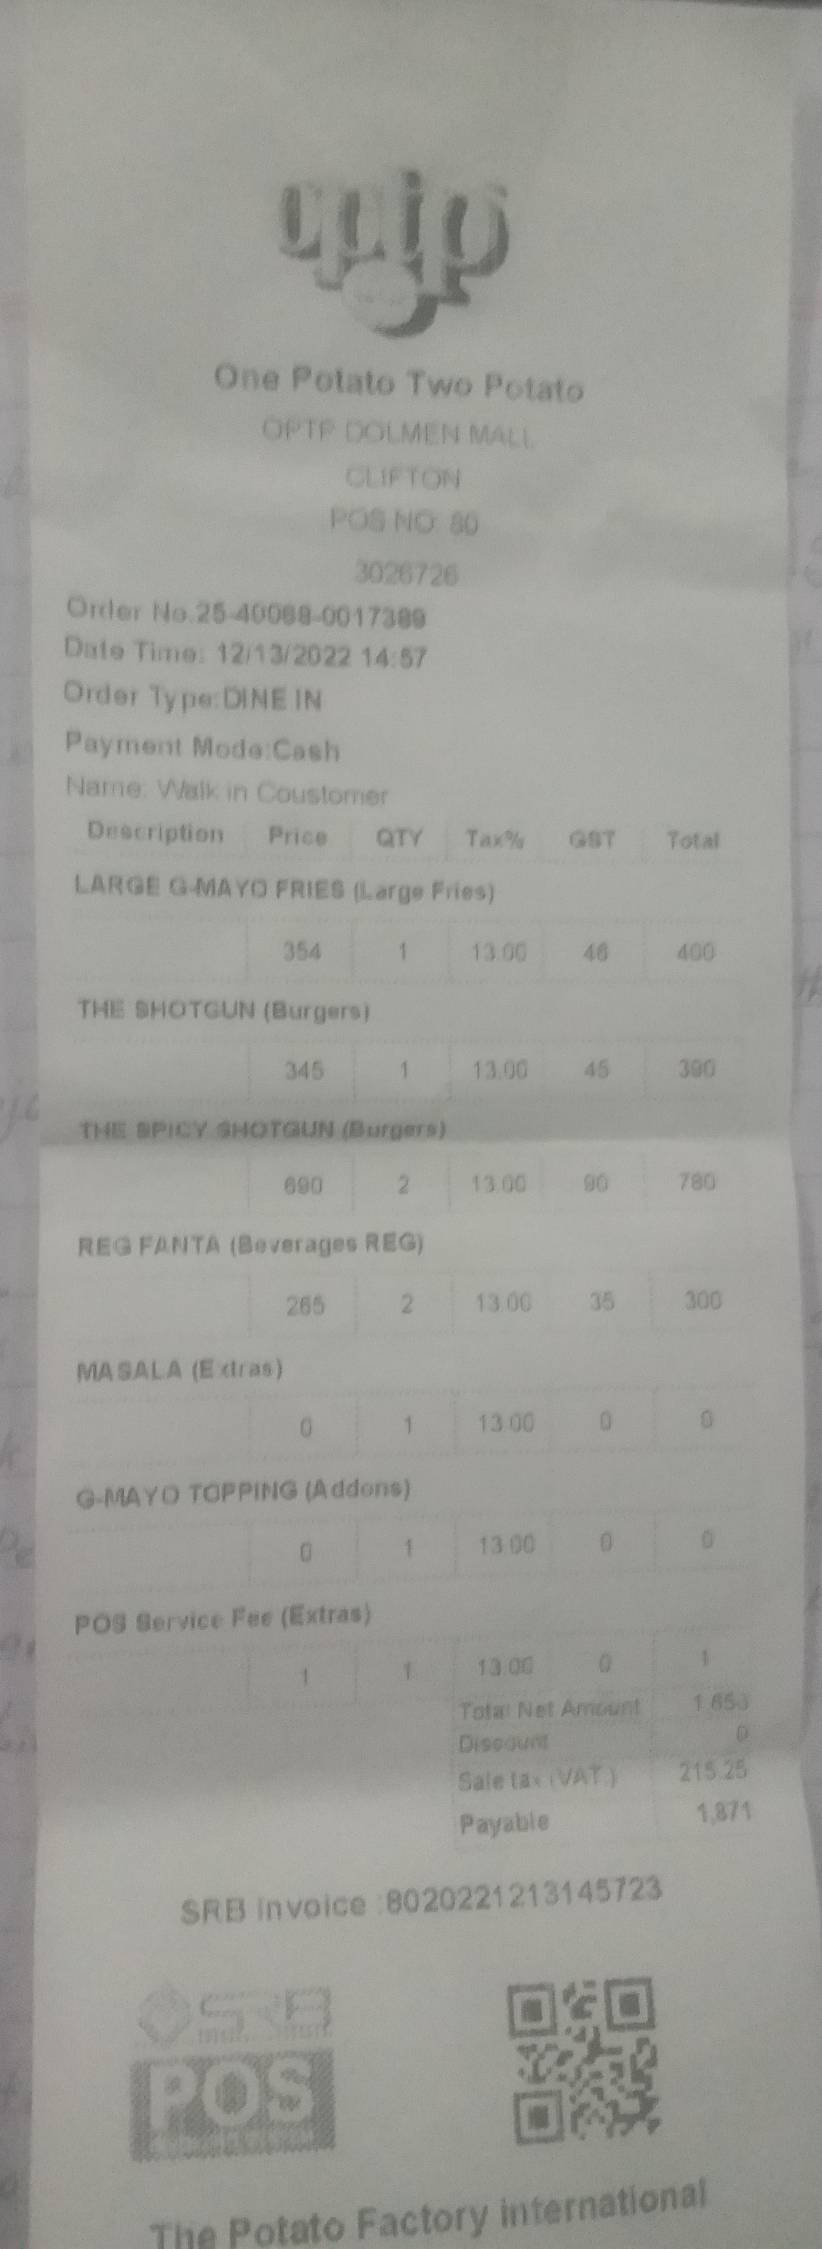 One Potato Two Potato
OPTP DOLMEN MALL
CLIFTON
POS NO: 80
3026726
Order No.25-40068-0017389
Date Time: 12/13/2022 14:57
Order Type:DINE IN
Payment Mode:Cash
Name: Walk in Coustomer
Description Price QTY Tax% GST Total
LARGE G-MAYO FRIES (Large Fries)
354 1 13.00 46 400
THE SHOTGUN (Burgers)
345 1 13.00 45 390
THE SPICY SHOTGUN (Burgers)
690 2 13.00 90 780
REG FANTA (Beverages REG)
265 2 13.00 35 300
MASALA (Extras)
0 1 13.00 0 0
G-MAYO TOPPING (Addons)
0 1 13.00 0 0
POS Service Fee (Extras)
1 1 13.00 0 1
Total Net Amount
Discount 0
Sale tax (VAT ) 215.25
Payable 1,871
SRB Invoice :8020221213145723
SRB
POS
The Potato Factory international